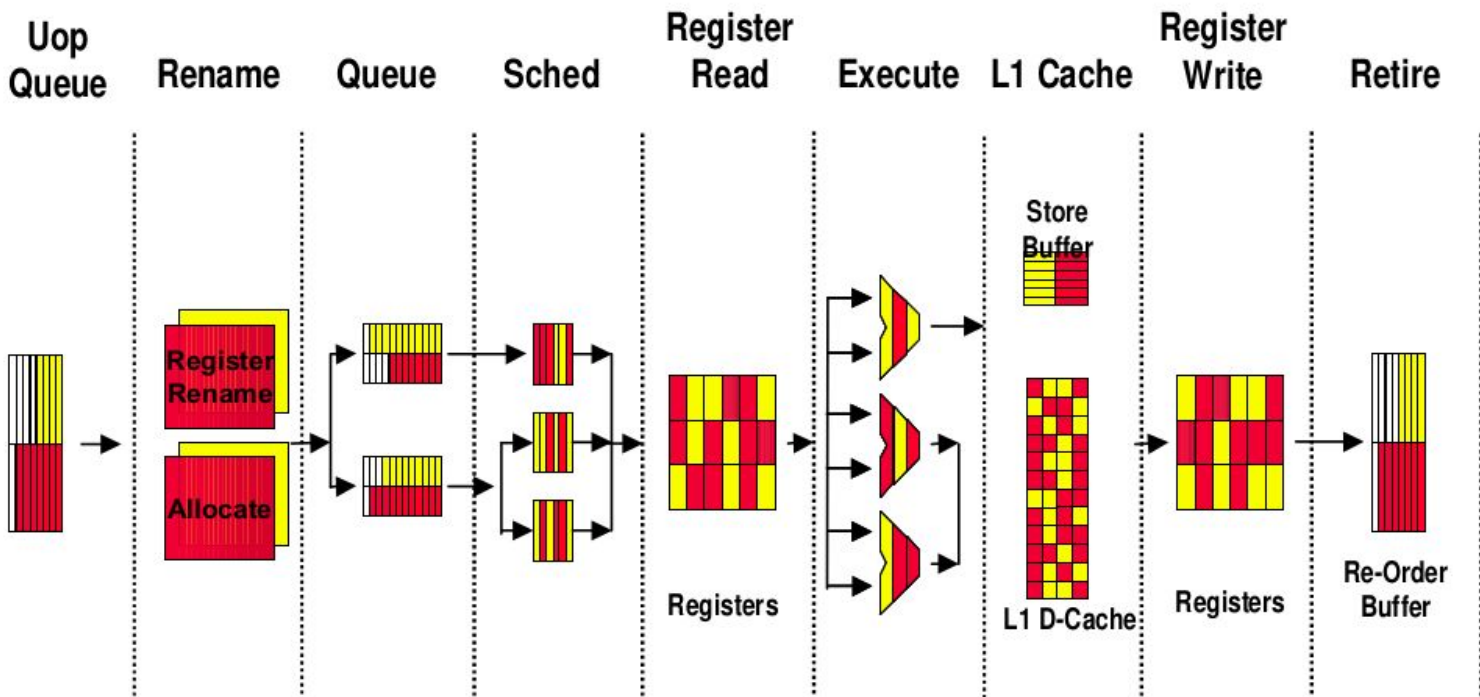 Uop
Queue
Rename
Queue
Sched
Register
Read
Execute
L1 Cache
Register
Write
Retire
Register
Rename
Allocate
Registers
Store
Buffer
L1 D-Cache
Registers
Re-Order
Buffer